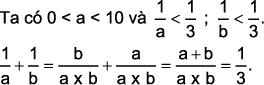 Ta có 0 < a < 10 và 1/a < 1/3 ; 1/b < 1/3.
1/a + 1/b = b/(a x b) + a/(a x b) = (a + b)/(a x b) = 1/3.